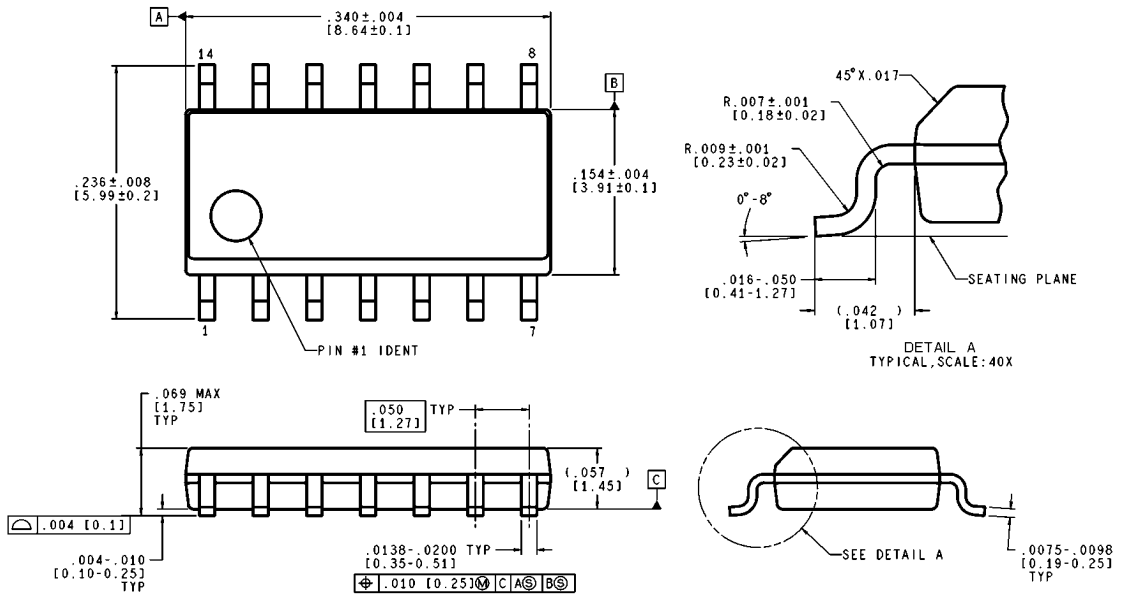 A
.340±.004
[8.64±0.1]
14
8
B
.236±.008
[5.99±0.2]
.154±.004
[3.91±0.1]
1
7
PIN #1 IDENT
45°X.017
R.007±.001
[0.18±0.02]
R.009±.001
[0.23±0.02]
0°-8°
SEATING PLANE
.016-.050
[0.41-1.27]
(.042 )
[1.07]
DETAIL A
TYPICAL,SCALE:40X
.069 MAX
[1.75]
TYP
.050
[1.27]
TYP
(.057 )
[1.45]
C
⌓ .004 [0.1]
.004-.010
[0.10-0.25]
TYP
.0138-.0200 TYP
[0.35-0.51]
⌖ .010 [0.25]Ⓜ C AⓈ BⓈ
SEE DETAIL A
.0075-.0098
[0.19-0.25]
TYP